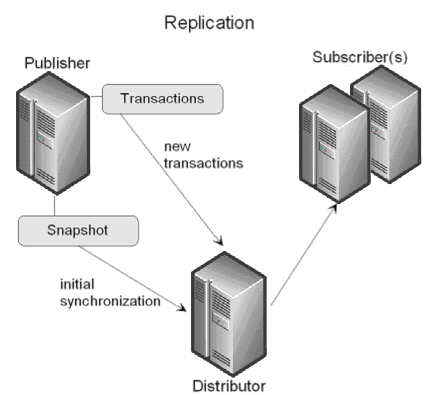 Replication
Publisher
Subscriber(s)
Transactions
new
transactions
Snapshot
initial
synchronization
Distributor